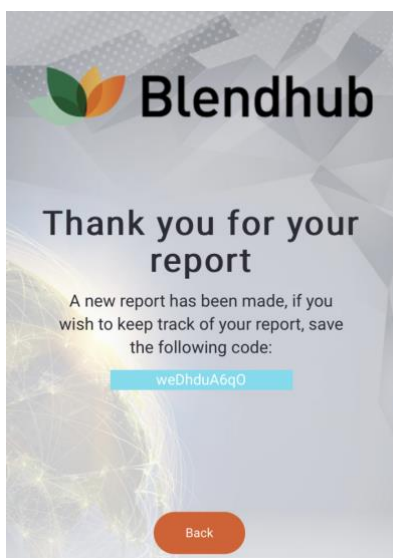 Blendhub
Thank you for your
report
A new report has been made, if you
wish to keep track of your report, save
the following code:
weDhduA6qO
Back